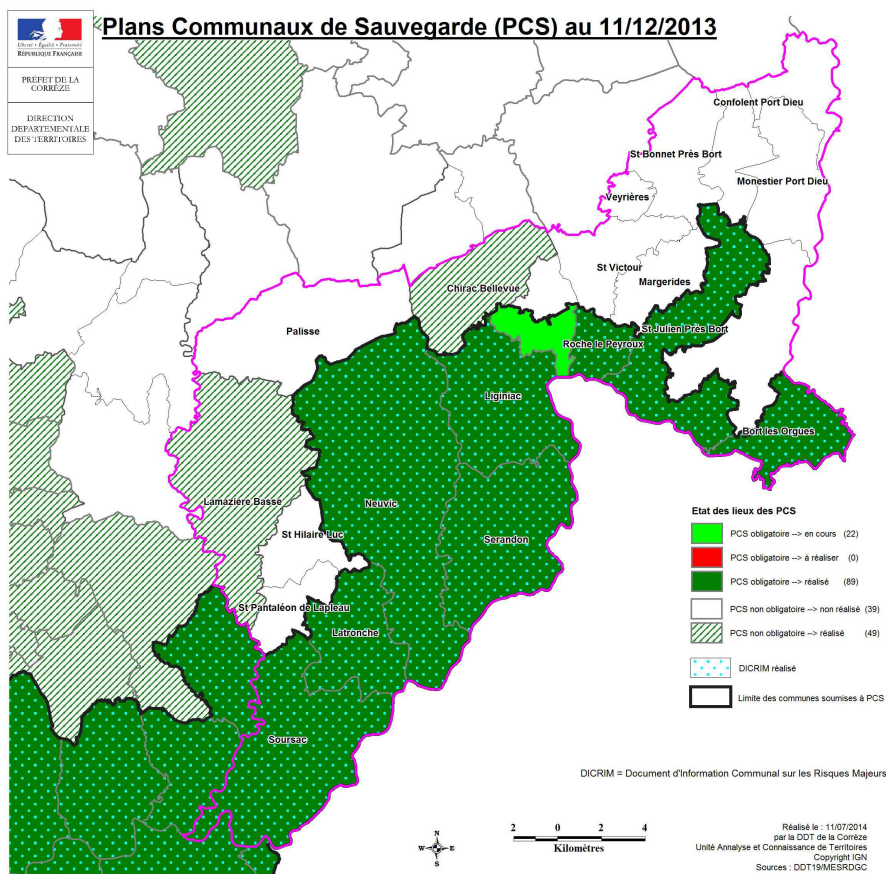 Plans Communaux de Sauvegarde (PCS) au 11/12/2013
Liberté • Égalité • Fraternité
RÉPUBLIQUE FRANÇAISE
PRÉFET DE LA
CORRÈZE
DIRECTION
DEPARTEMENTALE
DES TERRITOIRES
Confolent Port Dieu
St Bonnet Près Bort
Monestier Port Dieu
Veyrières
St Victour
Margerides
Chirac Bellevue
Palisse
St Julien Près Bort
Roche le Peyroux
Liginiac
Bort les Orgues
Lamazière Basse
Neuvic
St Hilaire Luc
Serandon
St Pantaléon de Lapleau
Latronche
Soursac
Etat des lieux des PCS
PCS obligatoire --> en cours (22)
PCS obligatoire --> à réaliser (0)
PCS obligatoire --> réalisé (89)
PCS non obligatoire --> non réalisé (39)
PCS non obligatoire --> réalisé (49)
DICRIM réalisé
Limite des communes soumises à PCS
DICRIM = Document d'Information Communal sur les Risques Majeurs
N
W E
S
2 0 2 4
Kilomètres
Réalisé le : 11/07/2014
par la DDT de la Corrèze
Unité Analyse et Connaissance de Territoires
Copyright IGN
Sources : DDT19/MESRDGC